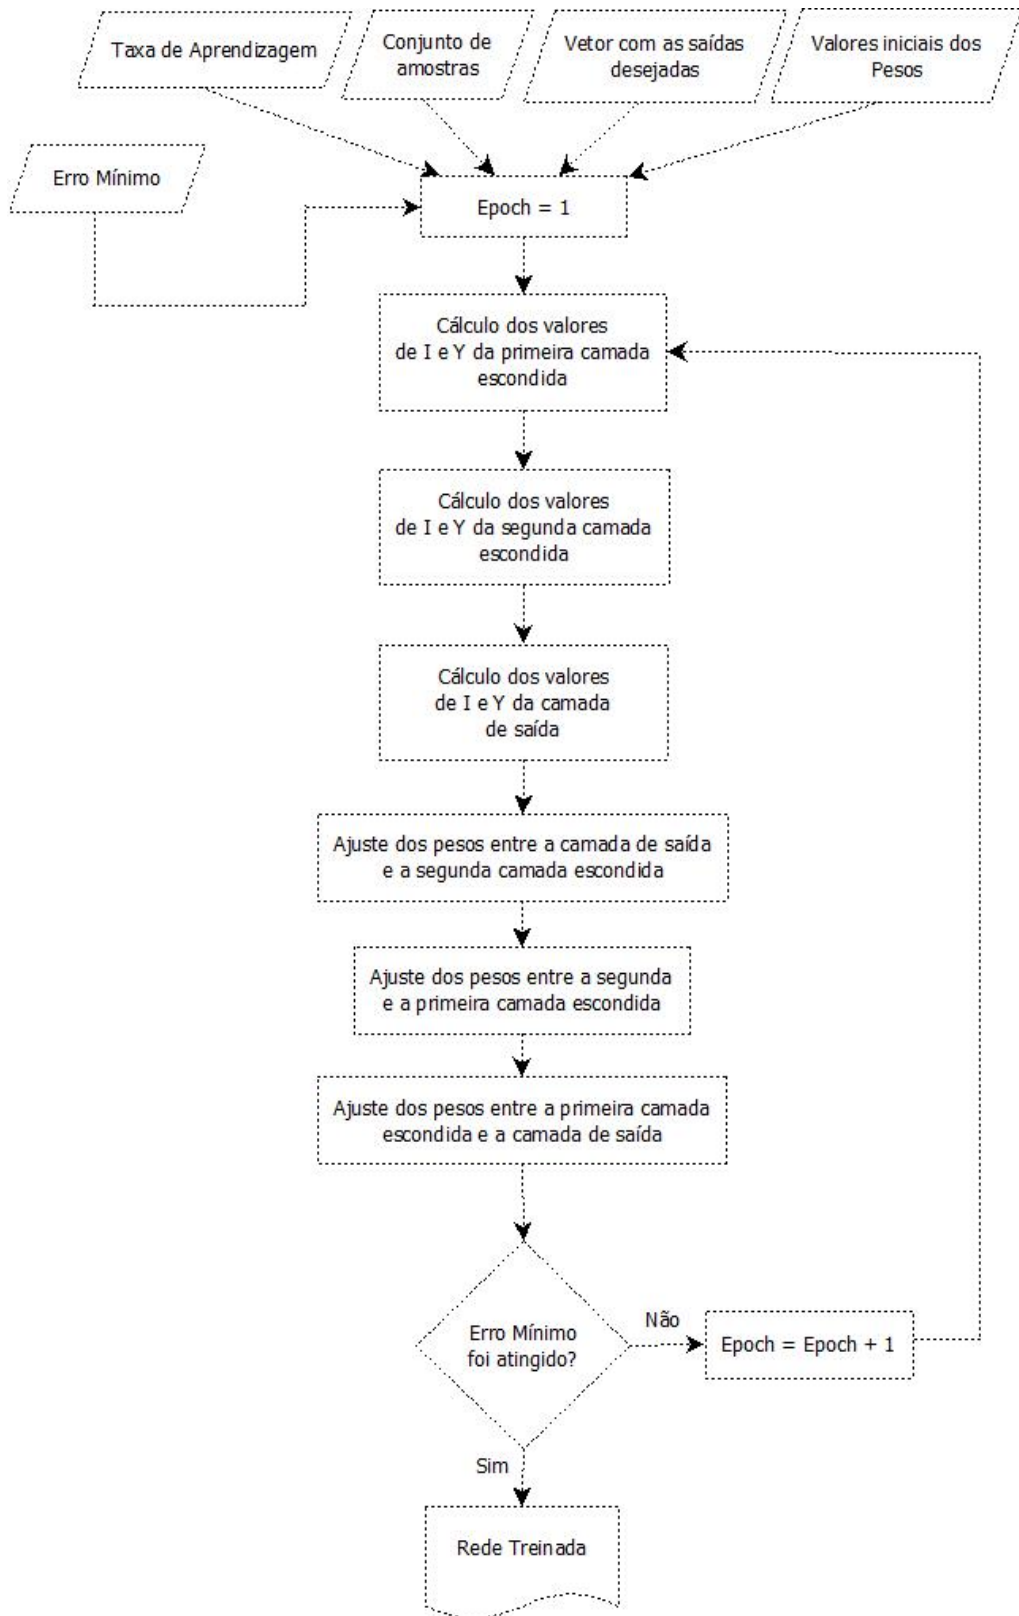 Taxa de Aprendizagem
Conjunto de
amostras
Vetor com as saídas
desejadas
Valores iniciais dos
Pesos
Erro Mínimo
Epoch = 1
Cálculo dos valores
de I e Y da primeira camada
escondida
Cálculo dos valores
de I e Y da segunda camada
escondida
Cálculo dos valores
de I e Y da camada
de saída
Ajuste dos pesos entre a camada de saída
e a segunda camada escondida
Ajuste dos pesos entre a segunda
e a primeira camada escondida
Ajuste dos pesos entre a primeira camada
escondida e a camada de saída
Erro Mínimo
foi atingido?
Não
Epoch = Epoch + 1
Sim
Rede Treinada